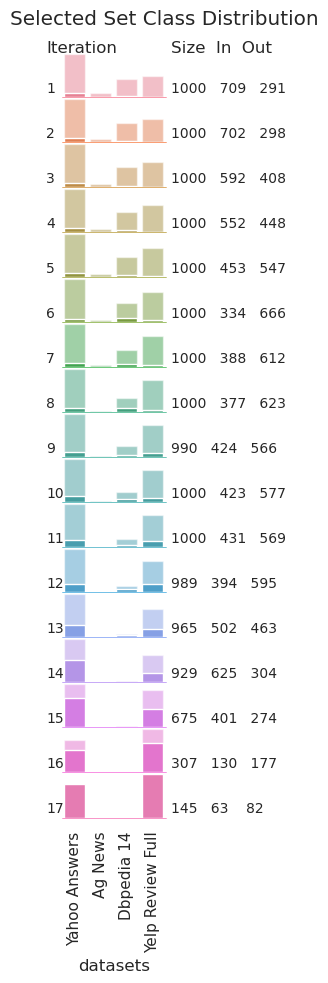 Selected Set Class Distribution
Iteration Size In Out
1 1000 709 291
2 1000 702 298
3 1000 592 408
4 1000 552 448
5 1000 453 547
6 1000 334 666
7 1000 388 612
8 1000 377 623
9 990 424 566
10 1000 423 577
11 1000 431 569
12 989 394 595
13 965 502 463
14 929 625 304
15 675 401 274
16 307 130 177
17 145 63 82
Yahoo Answers
Ag News
Dbpedia 14
Yelp Review Full
datasets